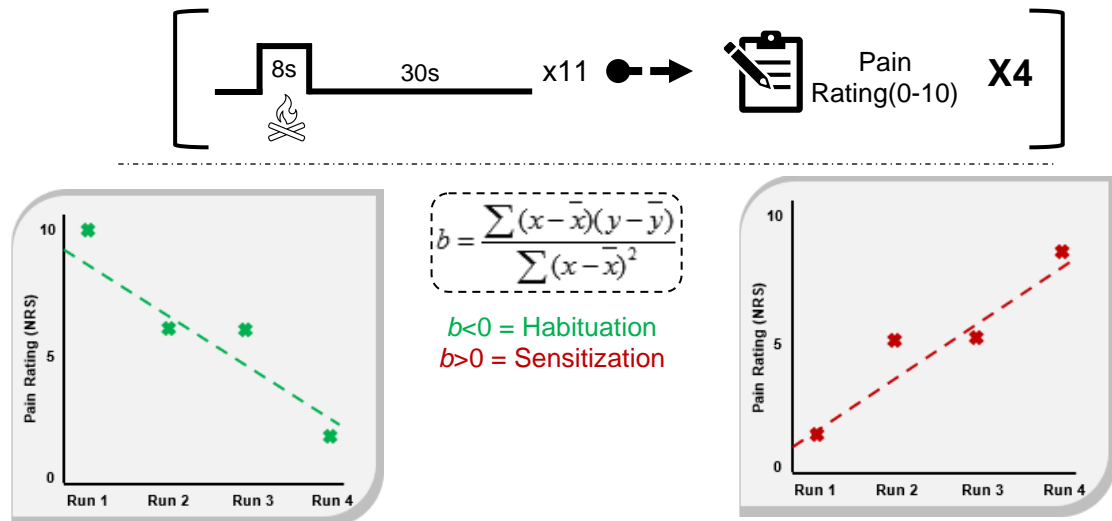 8s
30s
x11
Pain
Rating(0-10)
X4
b = ∑(x−x̅)(y−y̅) / ∑(x−x̅)²
b<0 = Habituation
b>0 = Sensitization
Pain Rating (NRS)
10
5
0
Run 1 Run 2 Run 3 Run 4
Pain Rating (NRS)
10
5
0
Run 1 Run 2 Run 3 Run 4